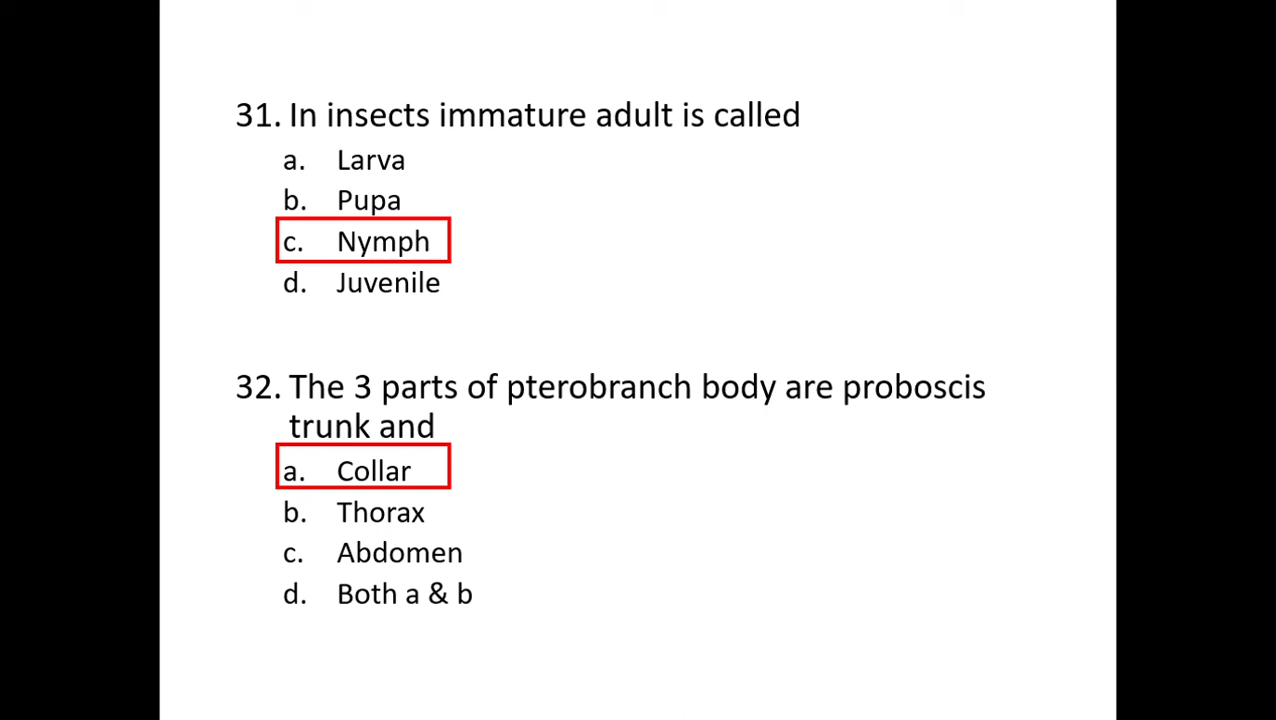 31. In insects immature adult is called
a. Larva
b. Pupa
c. Nymph
d. Juvenile
32. The 3 parts of pterobranch body are proboscis
trunk and
a. Collar
b. Thorax
c. Abdomen
d. Both a & b